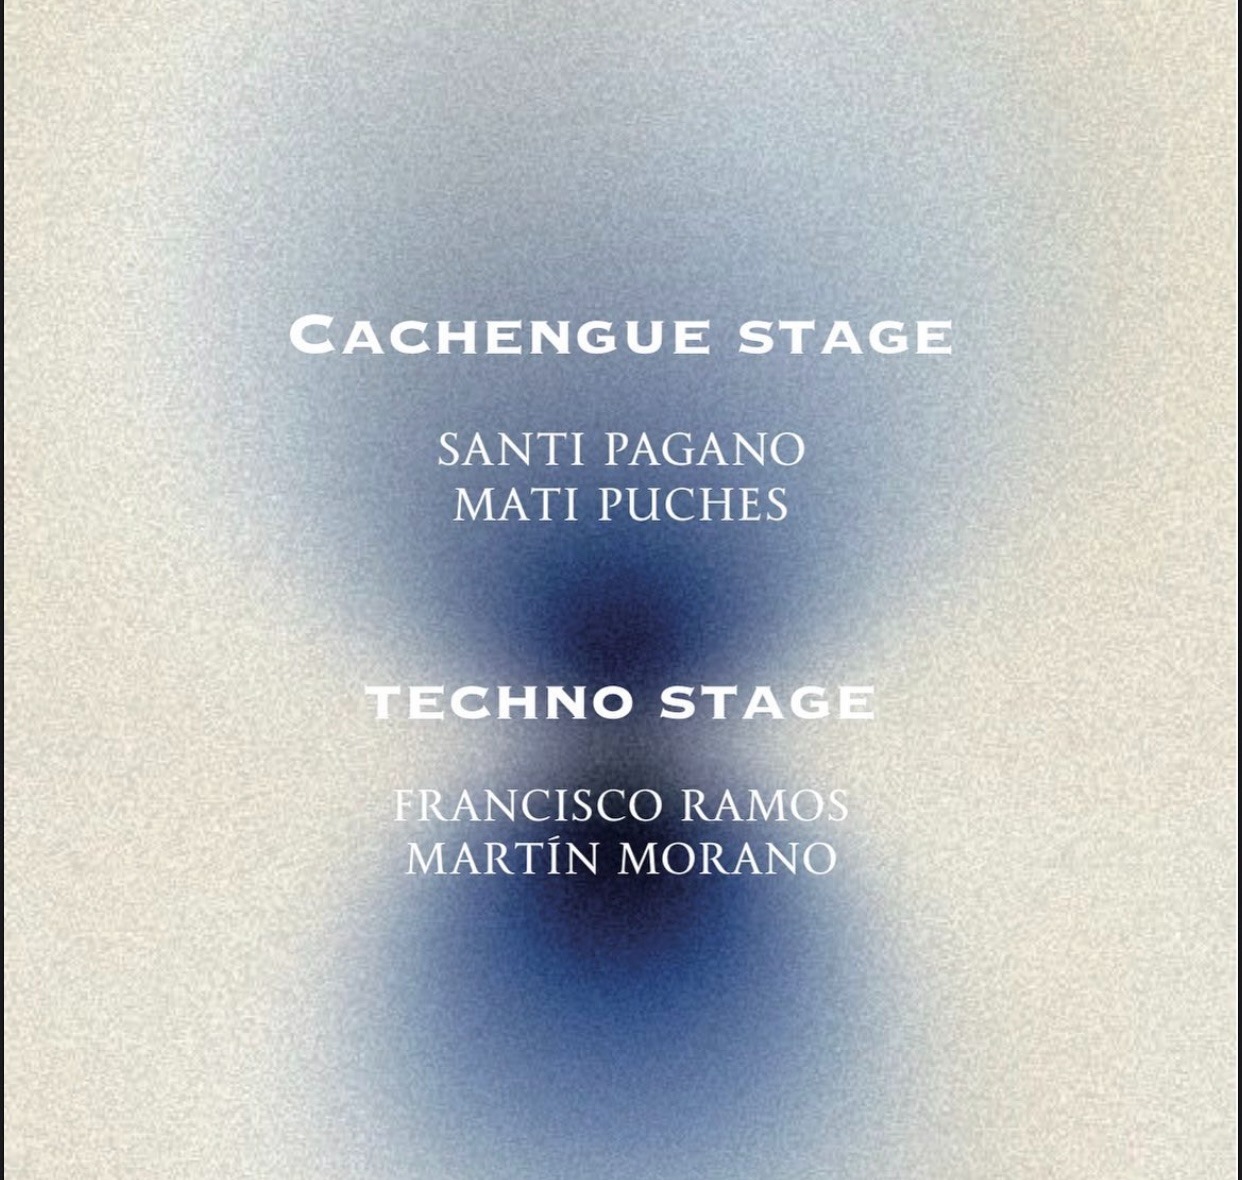 CACHENGUE STAGE
SANTI PAGANO
MATI PUCHES
TECHNO STAGE
FRANCISCO RAMOS
MARTÍN MORANO